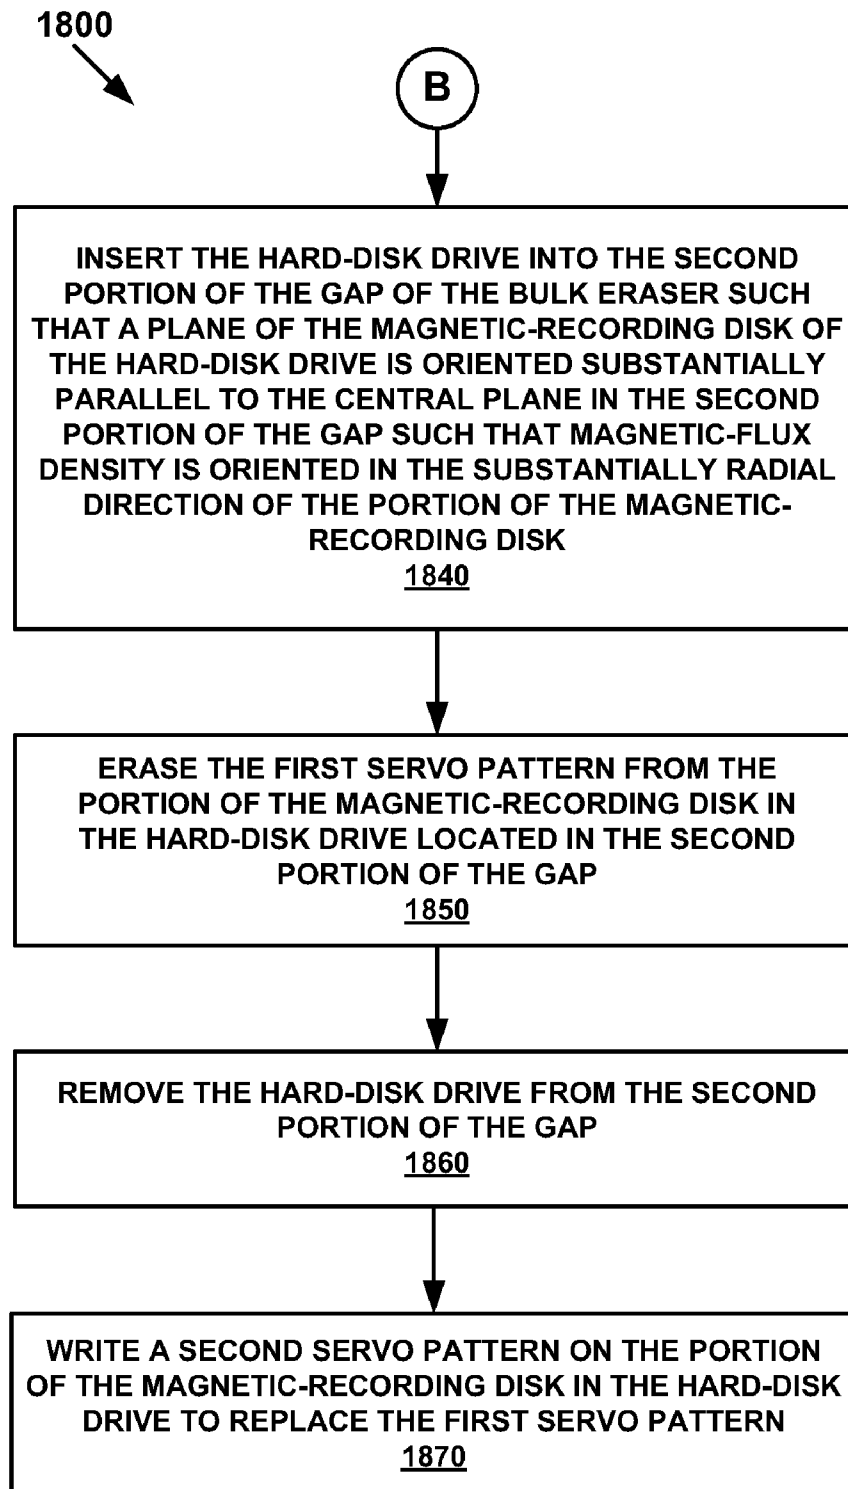 1800
B
INSERT THE HARD-DISK DRIVE INTO THE SECOND
PORTION OF THE GAP OF THE BULK ERASER SUCH
THAT A PLANE OF THE MAGNETIC-RECORDING DISK OF
THE HARD-DISK DRIVE IS ORIENTED SUBSTANTIALLY
PARALLEL TO THE CENTRAL PLANE IN THE SECOND
PORTION OF THE GAP SUCH THAT MAGNETIC-FLUX
DENSITY IS ORIENTED IN THE SUBSTANTIALLY RADIAL
DIRECTION OF THE PORTION OF THE MAGNETIC-
RECORDING DISK
1840
ERASE THE FIRST SERVO PATTERN FROM THE
PORTION OF THE MAGNETIC-RECORDING DISK IN
THE HARD-DISK DRIVE LOCATED IN THE SECOND
PORTION OF THE GAP
1850
REMOVE THE HARD-DISK DRIVE FROM THE SECOND
PORTION OF THE GAP
1860
WRITE A SECOND SERVO PATTERN ON THE PORTION
OF THE MAGNETIC-RECORDING DISK IN THE HARD-DISK
DRIVE TO REPLACE THE FIRST SERVO PATTERN
1870